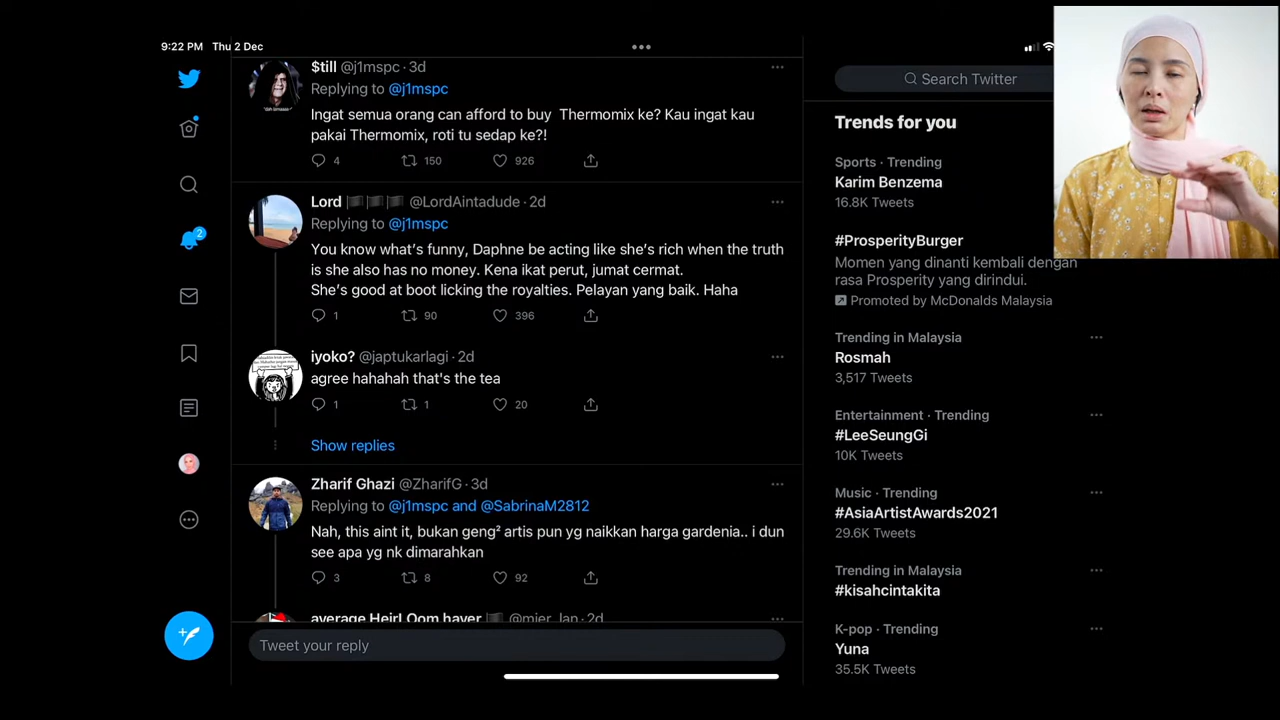 9:22 PM Thu 2 Dec
$till @j1mspc · 3d
Replying to @j1mspc
Ingat semua orang can afford to buy Thermomix ke? Kau ingat kau
pakai Thermomix, roti tu sedap ke?!
4 150 926
Lord @LordAintadude · 2d
Replying to @j1mspc
You know what's funny, Daphne be acting like she's rich when the truth
is she also has no money. Kena ikat perut, jumat cermat.
She's good at boot licking the royalties. Pelayan yang baik. Haha
1 90 396
iyoko? @japtukarlagi · 2d
agree hahahah that's the tea
1 1 20
Show replies
Zharif Ghazi @ZharifG · 3d
Replying to @j1mspc and @SabrinaM2812
Nah, this aint it, bukan geng² artis pun yg naikkan harga gardenia.. i dun
see apa yg nk dimarahkan
3 8 92
average HeirLOom haver @mier_lan · 2d
Tweet your reply
2
Search Twitter
Trends for you
Sports · Trending
Karim Benzema
16.8K Tweets
#ProsperityBurger
Momen yang dinanti kembali dengan
rasa Prosperity yang dirindui.
Promoted by McDonalds Malaysia
Trending in Malaysia
Rosmah
3,517 Tweets
Entertainment · Trending
#LeeSeungGi
10K Tweets
Music · Trending
#AsiaArtistAwards2021
29.6K Tweets
Trending in Malaysia
#kisahcintakita
K-pop · Trending
Yuna
35.5K Tweets